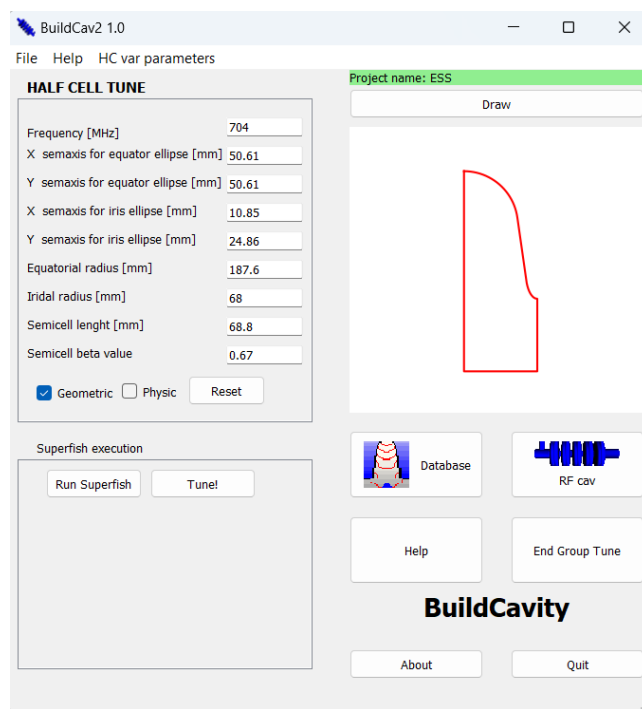 BuildCav2 1.0
File Help HC var parameters
HALF CELL TUNE
Frequency [MHz] 704
X semaxis for equator ellipse [mm] 50.61
Y semaxis for equator ellipse [mm] 50.61
X semaxis for iris ellipse [mm] 10.85
Y semaxis for iris ellipse [mm] 24.86
Equatorial radius [mm] 187.6
Iridal radius [mm] 68
Semicell lenght [mm] 68.8
Semicell beta value 0.67
Geometric Physic Reset
Superfish execution
Run Superfish Tune!
Project name: ESS
Draw
Database RF cav
Help End Group Tune
BuildCavity
About Quit